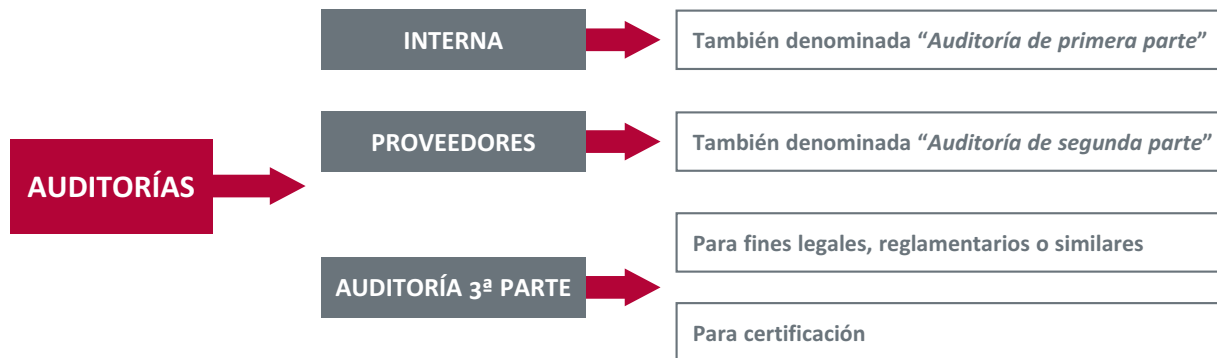 INTERNA
También denominada “Auditoría de primera parte”
PROVEEDORES
También denominada “Auditoría de segunda parte”
AUDITORÍAS
Para fines legales, reglamentarios o similares
AUDITORÍA 3ª PARTE
Para certificación